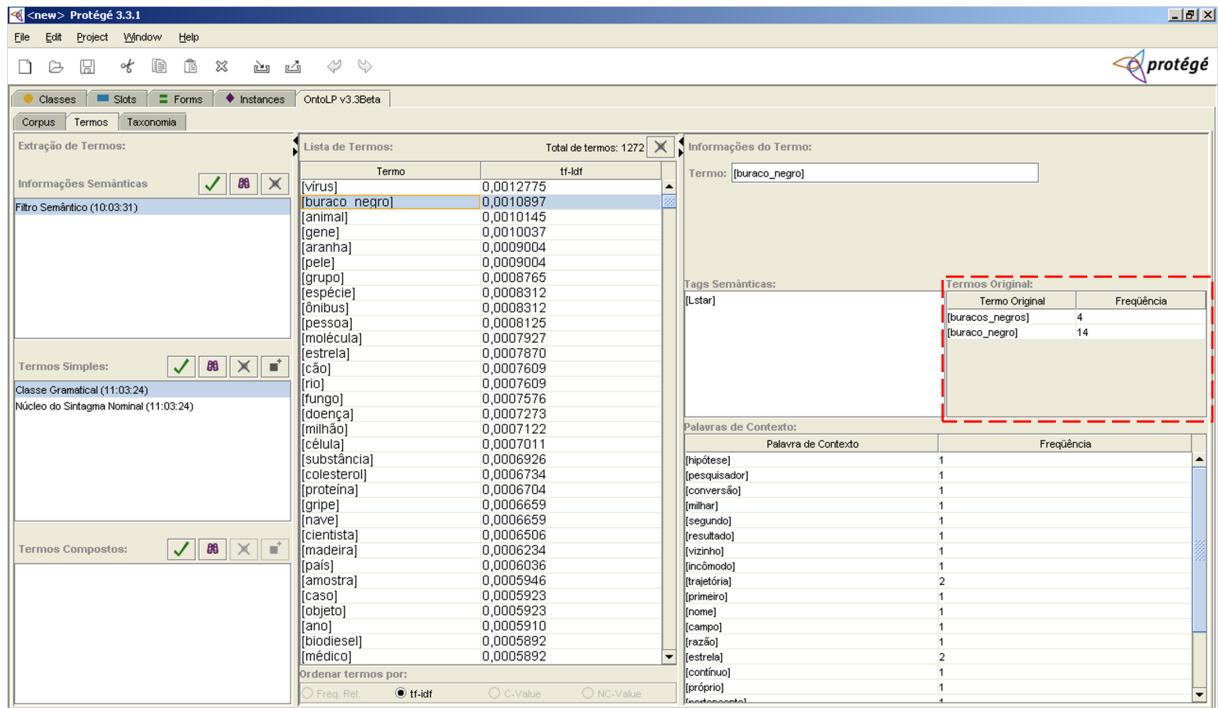 <new> Protégé 3.3.1
File Edit Project Window Help
protégé
Classes Slots Forms Instances OntoLP v3.3Beta
Corpus Termos Taxonomia
Extração de Termos:
Informações Semânticas
Filtro Semântico (10:03:31)
Termos Simples:
Classe Gramatical (11:03:24)
Núcleo do Sintagma Nominal (11:03:24)
Termos Compostos:
Lista de Termos: Total de termos: 1272
Termo tf-Idf
[vírus] 0,0012775
[buraco_negro] 0,0010897
[animal] 0,0010145
[gene] 0,0010037
[aranha] 0,0009004
[pele] 0,0009004
[grupo] 0,0008765
[espécie] 0,0008312
[ônibus] 0,0008312
[pessoa] 0,0008125
[molécula] 0,0007927
[estrela] 0,0007870
[cão] 0,0007609
[rio] 0,0007609
[fungo] 0,0007576
[doença] 0,0007273
[milhão] 0,0007122
[célula] 0,0007011
[substância] 0,0006926
[colesterol] 0,0006734
[proteína] 0,0006704
[gripe] 0,0006659
[nave] 0,0006659
[cientista] 0,0006506
[madeira] 0,0006234
[país] 0,0006036
[amostra] 0,0005946
[caso] 0,0005923
[objeto] 0,0005923
[ano] 0,0005910
[biodiesel] 0,0005892
[médico] 0,0005892
Ordenar termos por:
Freq. Rel. tf-idf C-Value NC-Value
Informações do Termo:
Termo: [buraco_negro]
Tags Semânticas:
[Lstar]
Termos Original:
Termo Original Freqüência
[buracos_negros] 4
[buraco_negro] 14
Palavras de Contexto:
Palavra de Contexto Freqüência
[hipótese] 1
[pesquisador] 1
[conversão] 1
[milhar] 1
[segundo] 1
[resultado] 1
[vizinho] 1
[incômodo] 1
[trajetória] 2
[primeiro] 1
[nome] 1
[campo] 1
[razão] 1
[estrela] 2
[contínuo] 1
[próprio] 1